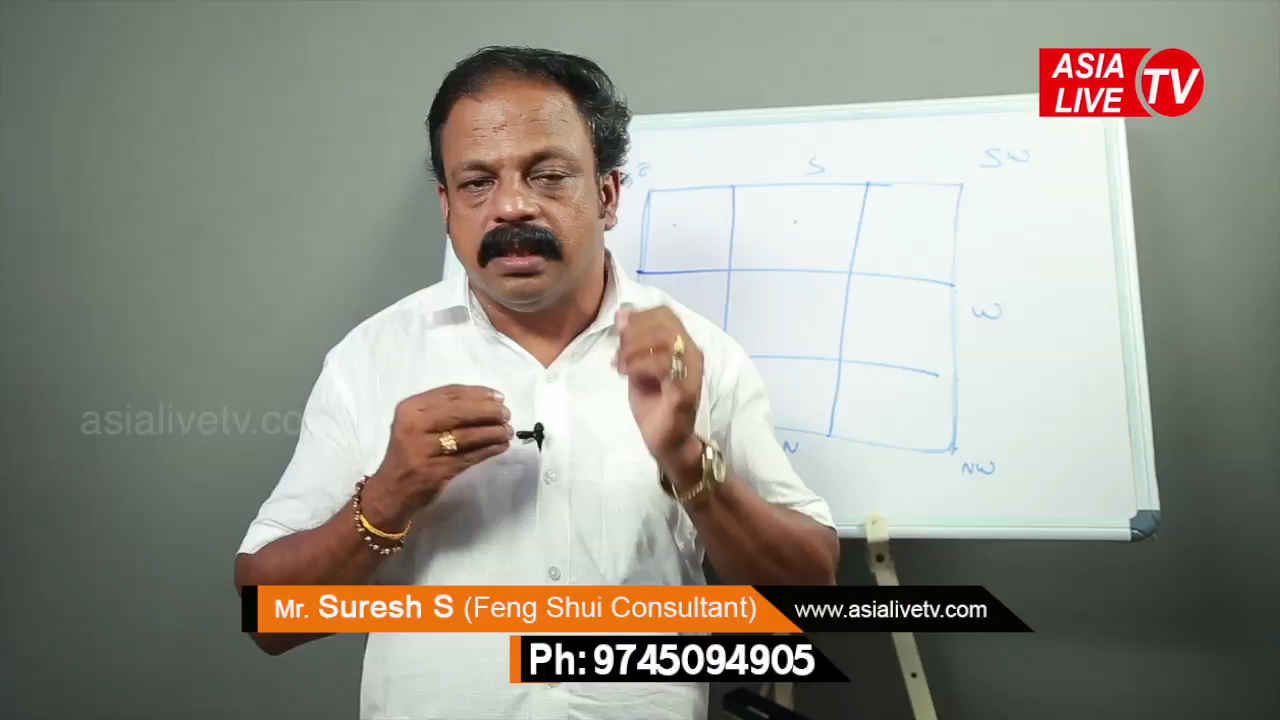 ASIA
LIVE TV
S
SW
W
N
NW
asialivetv.co
Mr. Suresh S (Feng Shui Consultant)
www.asialivetv.com
Ph: 9745094905